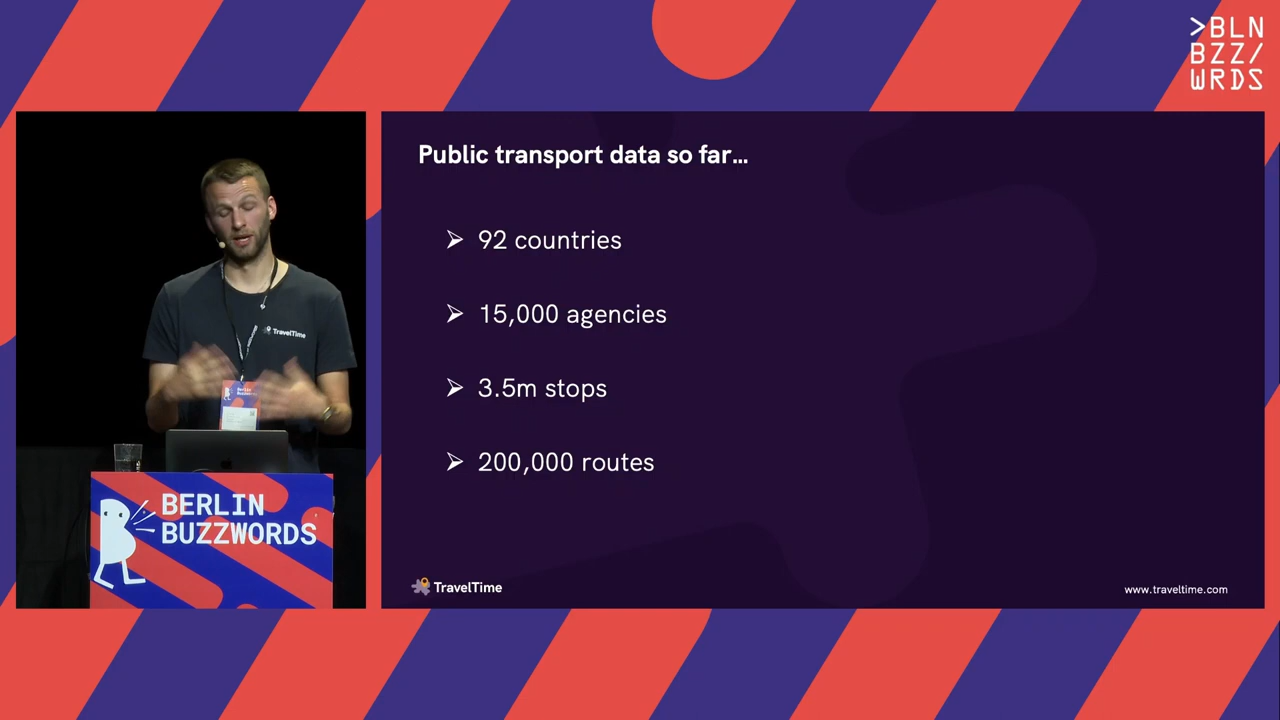 >BLN
BZZ/
WRDS
Public transport data so far...
➢ 92 countries
➢ 15,000 agencies
➢ 3.5m stops
➢ 200,000 routes
TravelTime
www.traveltime.com
TravelTime
BERLIN
BUZZWORDS